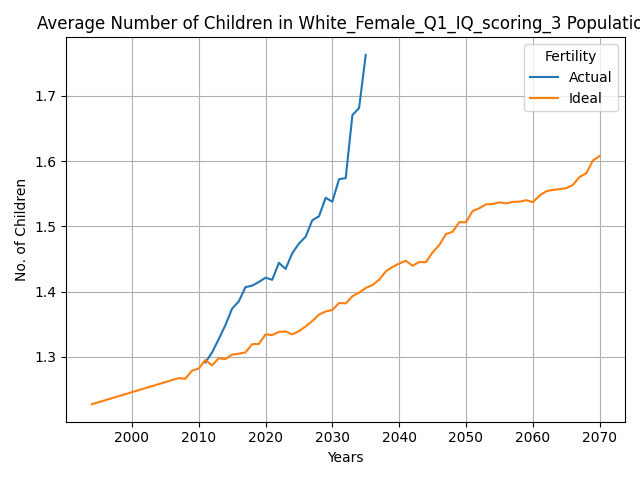 Average Number of Children in White_Female_Q1_IQ_scoring_3 Populatio
Fertility
Actual
Ideal
No. of Children
1.7
1.6
1.5
1.4
1.3
2000 2010 2020 2030 2040 2050 2060 2070
Years